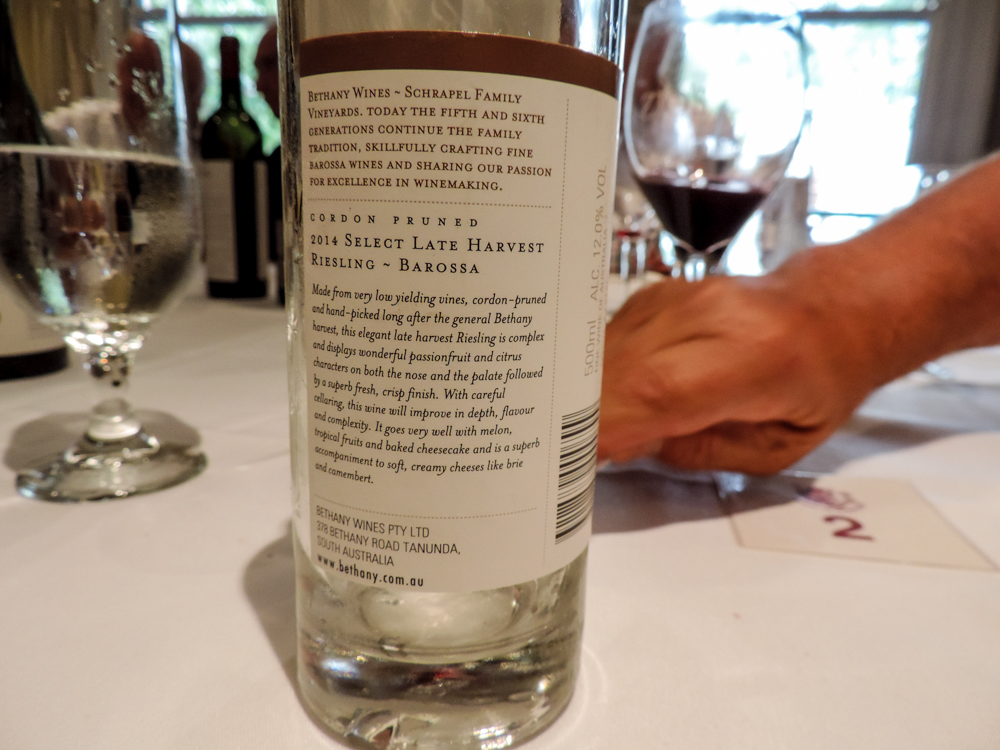 BETHANY WINES ~ SCHRAPEL FAMILY
VINEYARDS. TODAY THE FIFTH AND SIXTH
GENERATIONS CONTINUE THE FAMILY
TRADITION, SKILLFULLY CRAFTING FINE
BAROSSA WINES AND SHARING OUR PASSION
FOR EXCELLENCE IN WINEMAKING.
CORDON PRUNED
2014 SELECT LATE HARVEST
RIESLING ~ BAROSSA
Made from very low yielding vines, cordon-pruned
and hand-picked long after the general Bethany
harvest, this elegant late harvest Riesling is complex
and displays wonderful passionfruit and citrus
characters on both the nose and the palate followed
by a superb fresh, crisp finish. With careful
cellaring, this wine will improve in depth, flavour
and complexity. It goes very well with melon,
tropical fruits and baked cheesecake and is a superb
accompaniment to soft, creamy cheeses like brie
and camembert.
BETHANY WINES PTY LTD
378 BETHANY ROAD TANUNDA,
SOUTH AUSTRALIA
www.bethany.com.au
500ml ALC 12.0% VOL
2